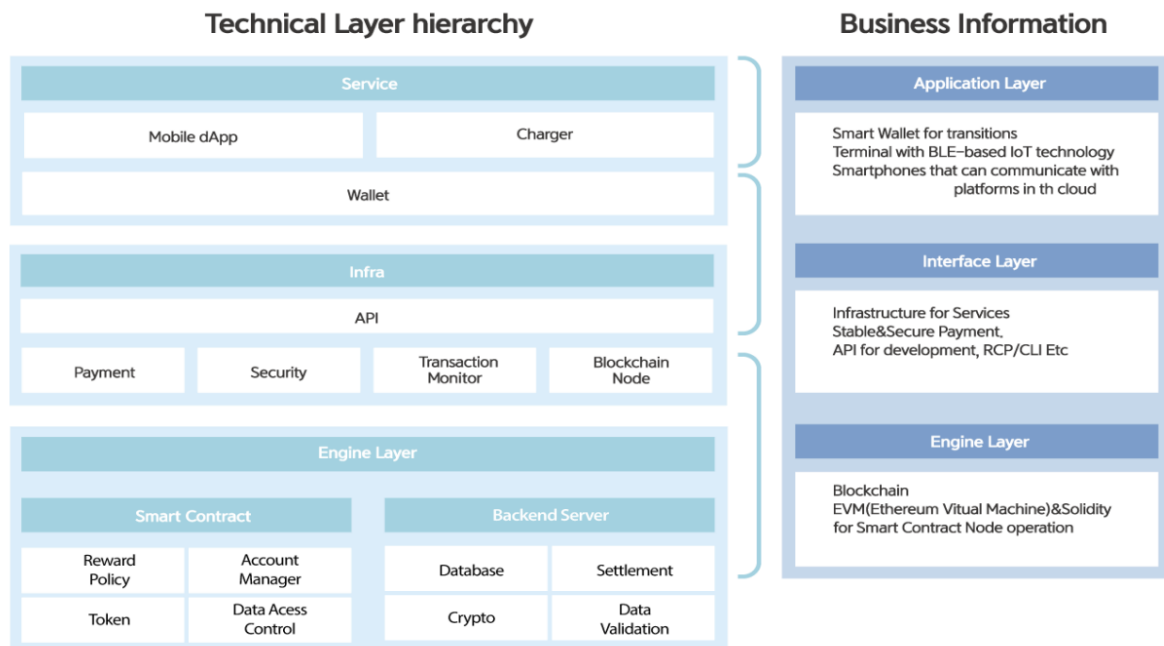 Technical Layer hierarchy
Service
Mobile dApp
Charger
Wallet
Infra
API
Payment
Security
Transaction
Monitor
Blockchain
Node
Engine Layer
Smart Contract
Reward
Policy
Account
Manager
Token
Data Acess
Control
Backend Server
Database
Settlement
Crypto
Data
Validation
Business Information
Application Layer
Smart Wallet for transitions
Terminal with BLE-based IoT technology
Smartphones that can communicate with
platforms in th cloud
Interface Layer
Infrastructure for Services
Stable&Secure Payment,
API for development, RCP/CLI Etc
Engine Layer
Blockchain
EVM(Ethereum Vitual Machine)&Solidity
for Smart Contract Node operation